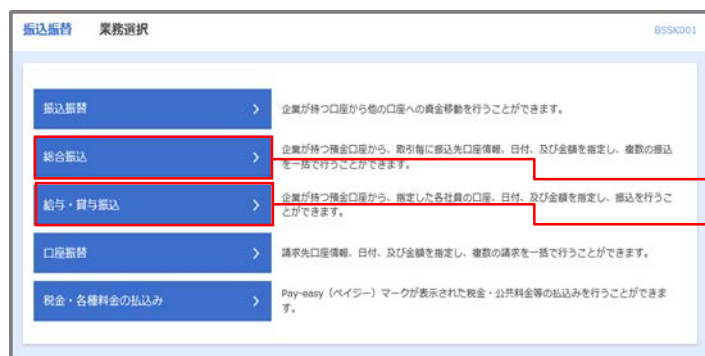 振込振替 業務選択 BSSK001
振込振替 企業が持つ口座から他の口座への資金移動を行うことができます。
総合振込 企業が持つ預金口座から、取引毎に振込先口座情報、日付、及び金額を指定し、複数の振込
を一括で行うことができます。
給与・賞与振込 企業が持つ預金口座から、指定した各社員の口座、日付、及び金額を指定し、振込を行うこ
とができます。
口座振替 請求先口座情報、日付、及び金額を指定し、複数の請求を一括で行うことができます。
税金・各種料金の払込み Pay-easy（ペイジー）マークが表示された税金・公共料金等の払込みを行うことができま
す。